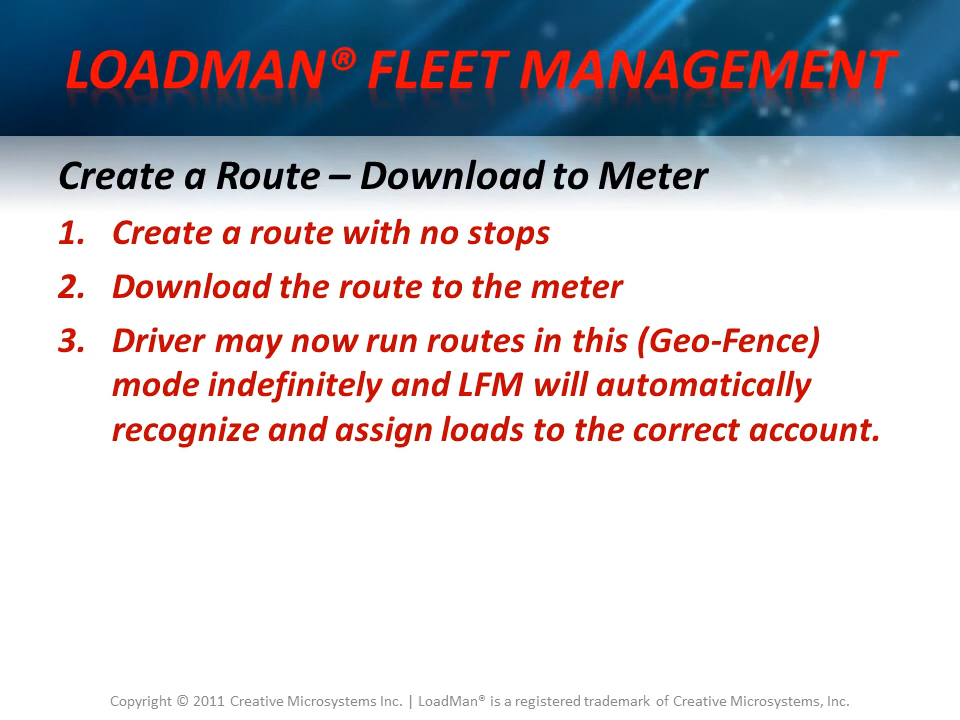 LOADMAN® FLEET MANAGEMENT
Create a Route – Download to Meter
1. Create a route with no stops
2. Download the route to the meter
3. Driver may now run routes in this (Geo-Fence)
mode indefinitely and LFM will automatically
recognize and assign loads to the correct account.
Copyright © 2011 Creative Microsystems Inc. | LoadMan® is a registered trademark of Creative Microsystems, Inc.